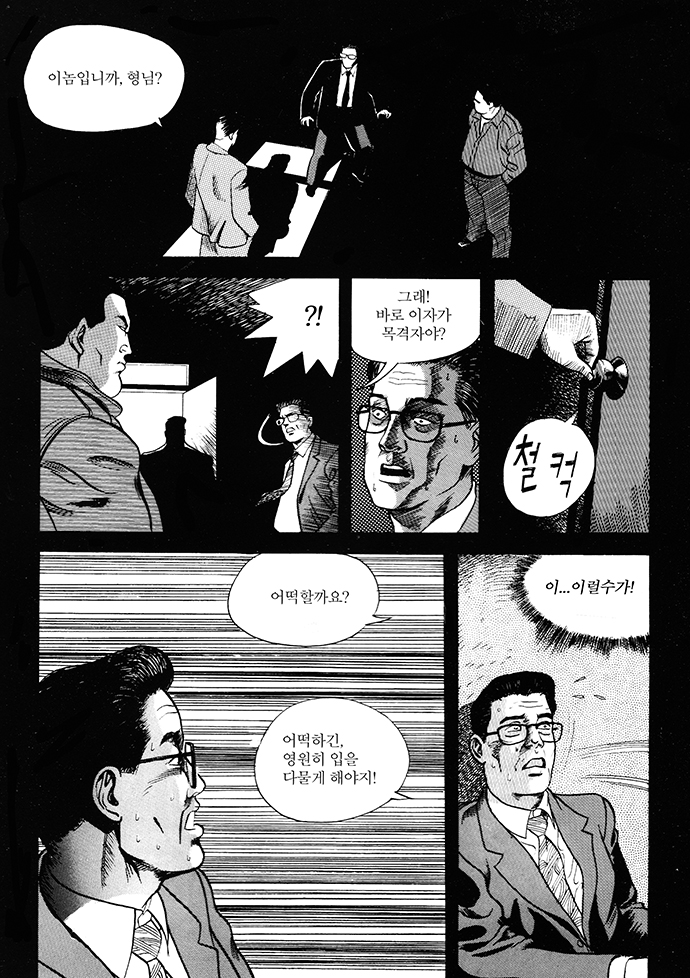 이놈입니까, 형님?
?!
그래!
바로 이자가
목격자야?
철컥
어떡할까요?
어떡하긴,
영원히 입을
다물게 해야지!
이...이럴수가!